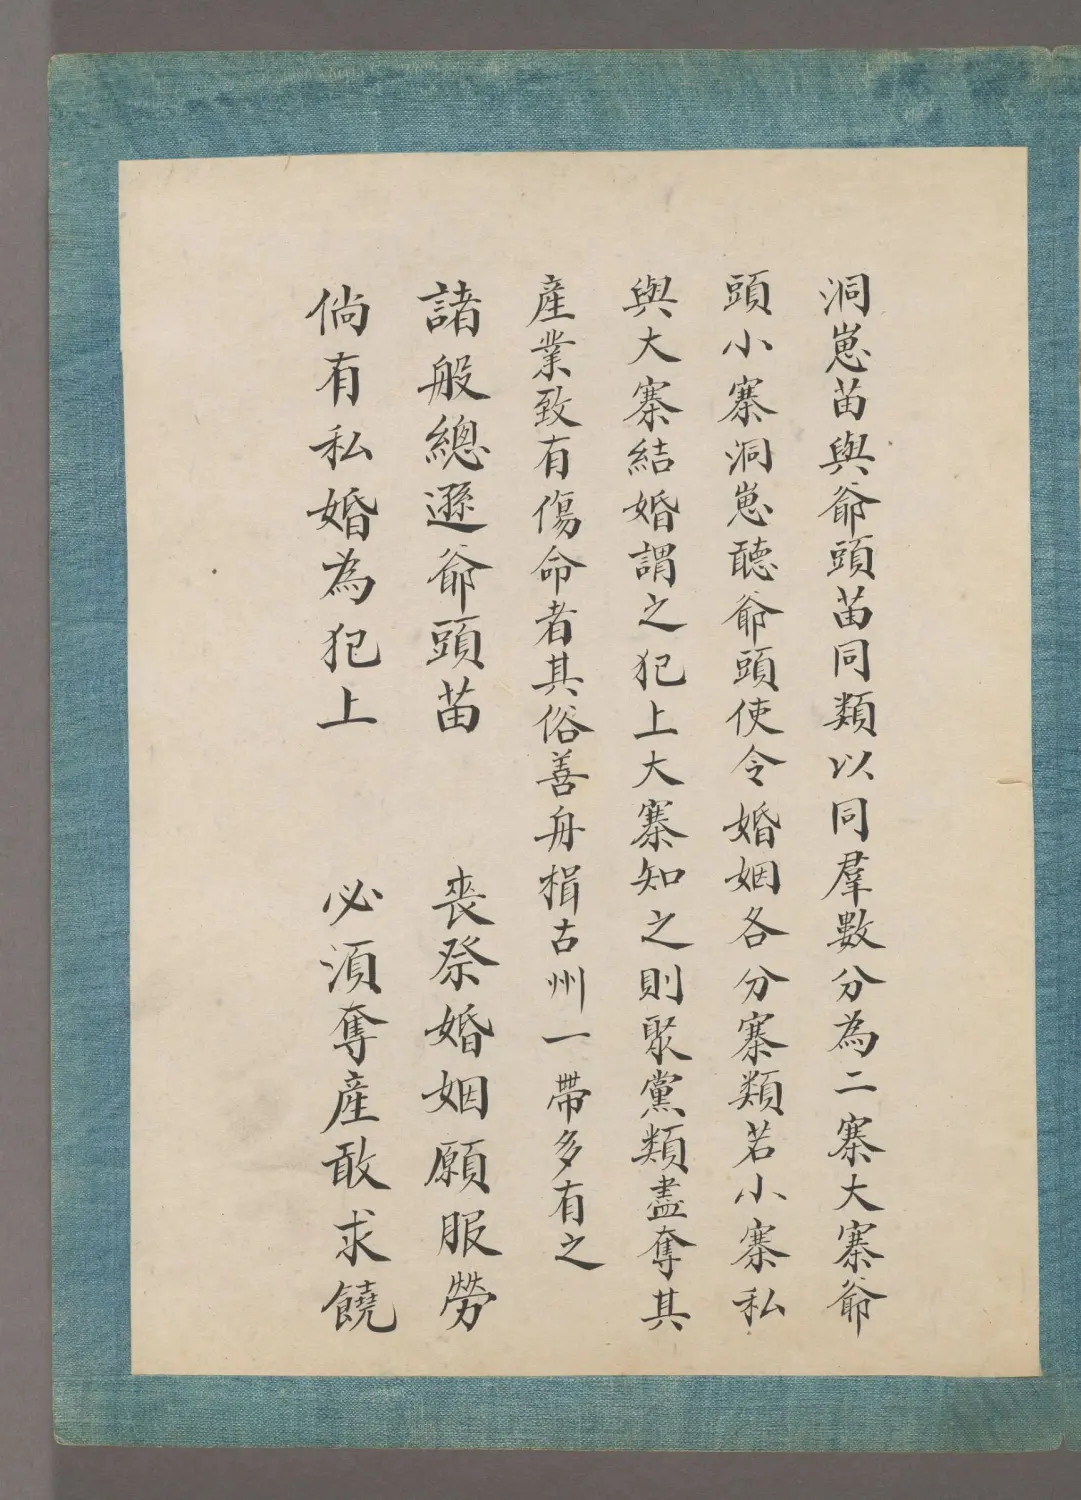 洞崽苗與爺頭苗同類以同羣數分為二寨大寨爺
頭小寨洞崽聽爺頭使令婚姻各分寨類若小寨私
與大寨結婚謂之犯上大寨知之則聚黨類盡奪其
產業致有傷命者其俗善舟楫古州一帶多有之
諸般總遜爺頭苗 喪祭婚姻願服勞
倘有私婚為犯上 必須奪產敢求饒